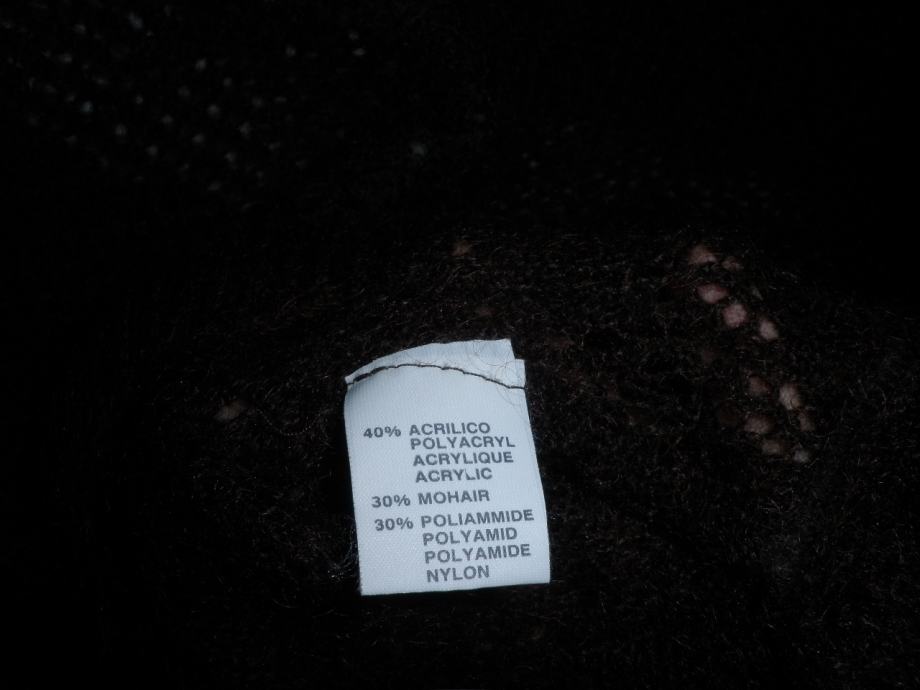 40% ACRILICO
POLYACRYL
ACRYLIQUE
ACRYLIC
30% MOHAIR
30% POLIAMMIDE
POLYAMID
POLYAMIDE
NYLON